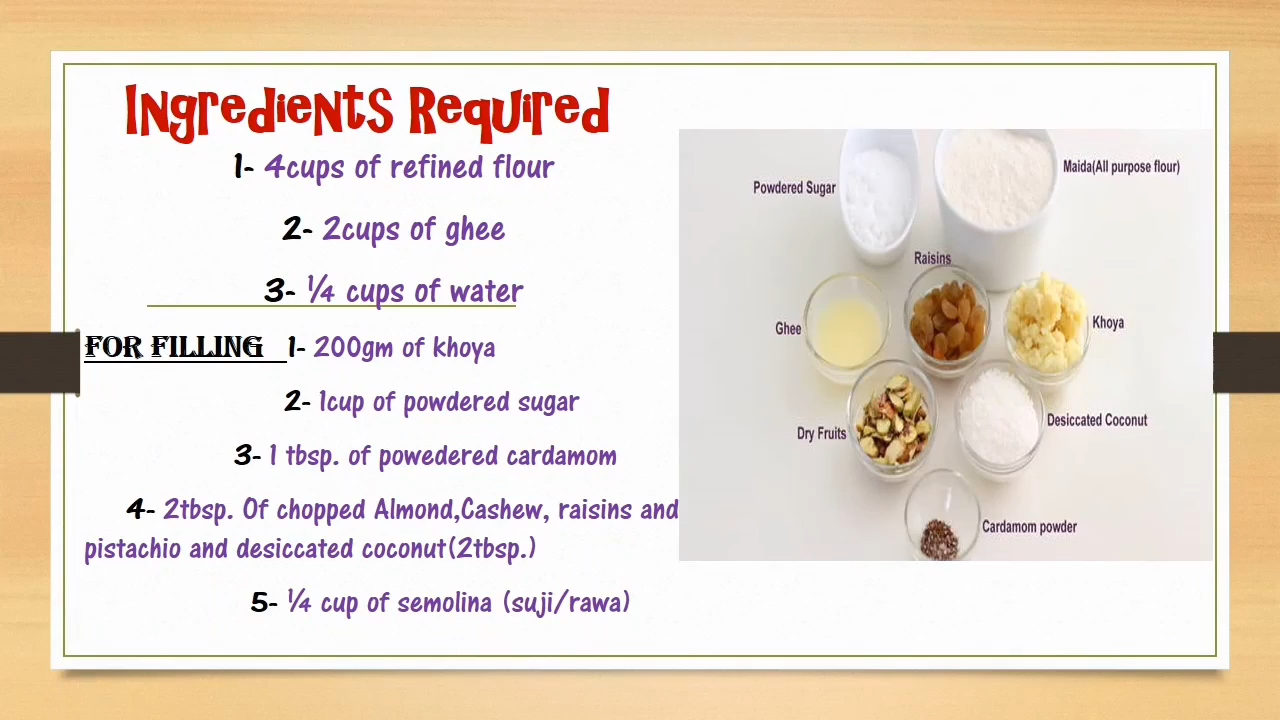 Ingredients Required
1- 4cups of refined flour
2- 2cups of ghee
3- ¼ cups of water
FOR FILLING 1- 200gm of khoya
2- 1cup of powdered sugar
3- 1 tbsp. of powedered cardamom
4- 2tbsp. Of chopped Almond,Cashew, raisins and
pistachio and desiccated coconut(2tbsp.)
5- ¼ cup of semolina (suji/rawa)
Powdered Sugar
Maida(All purpose flour)
Raisins
Ghee
Khoya
Dry Fruits
Desiccated Coconut
Cardamom powder